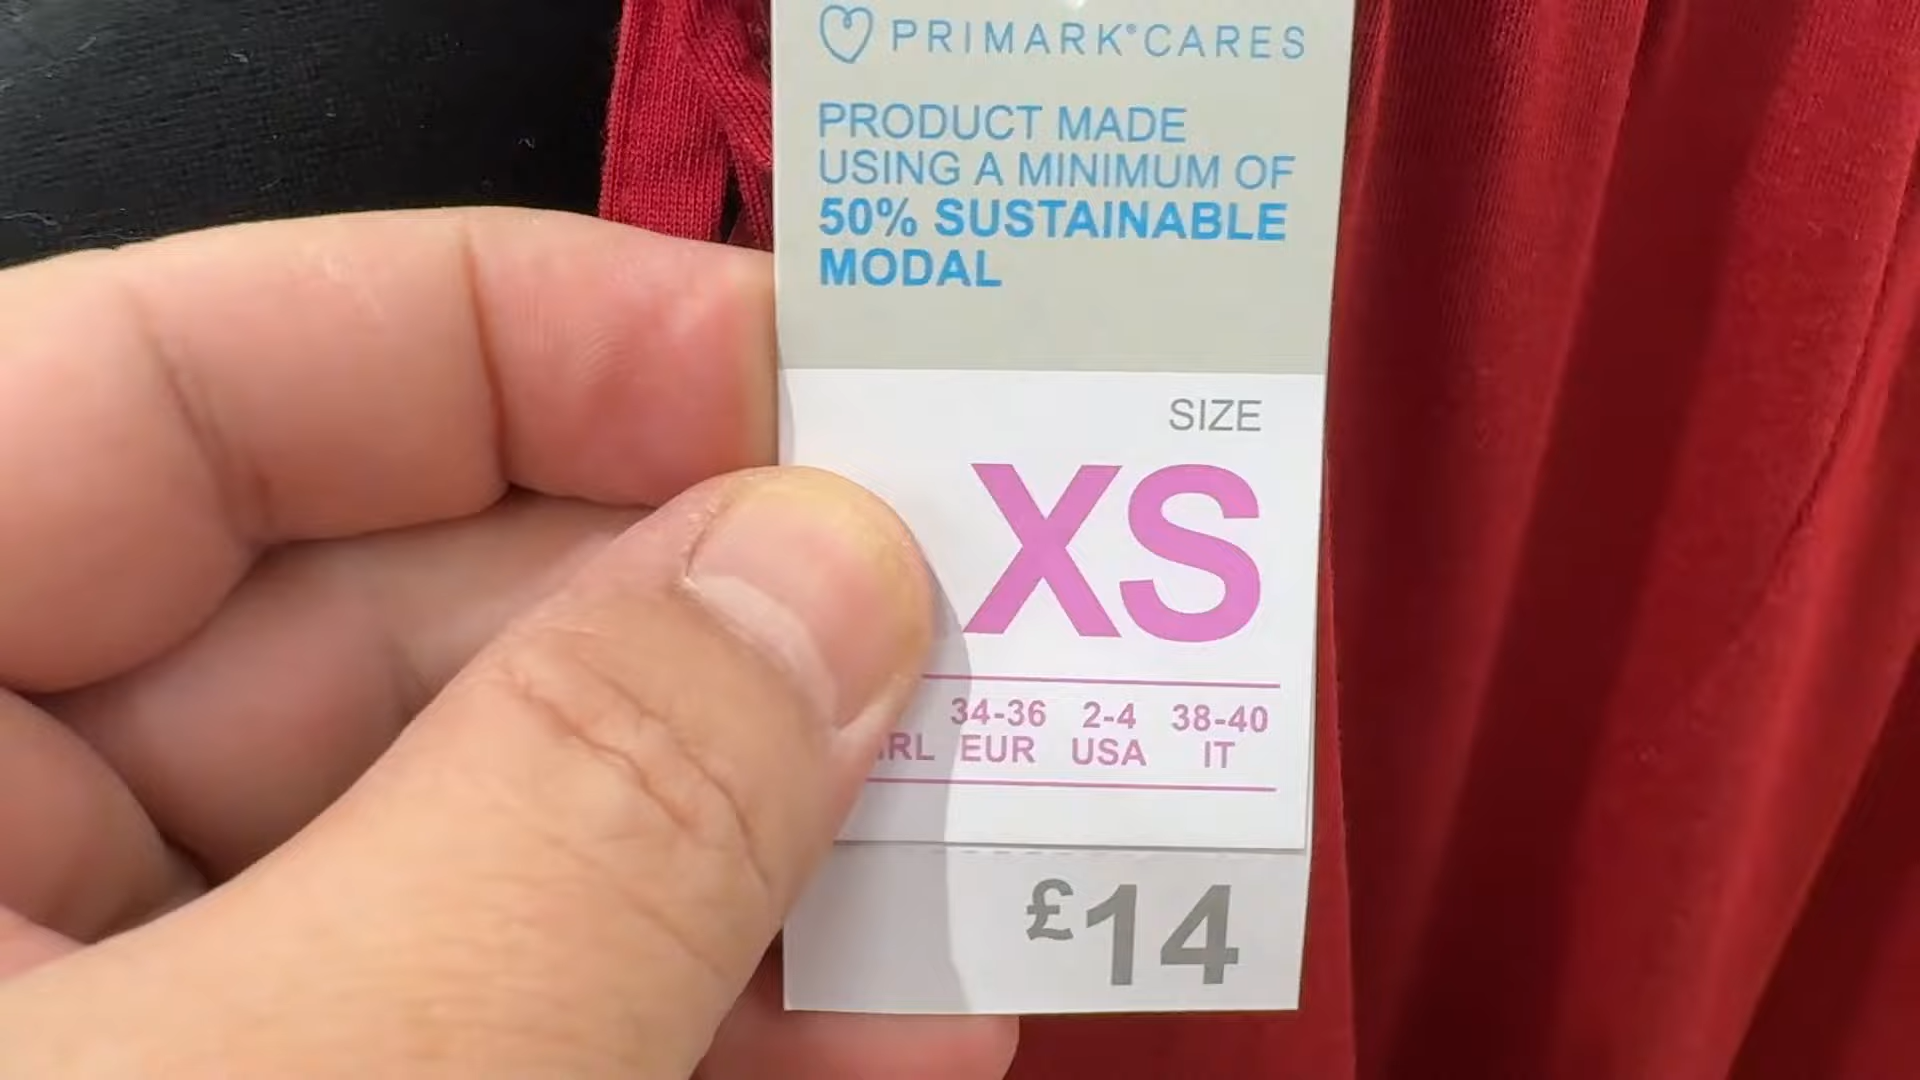 PRIMARK®CARES
PRODUCT MADE
USING A MINIMUM OF
50% SUSTAINABLE
MODAL
SIZE
XS
34-36 2-4 38-40
EUR USA IT
£14